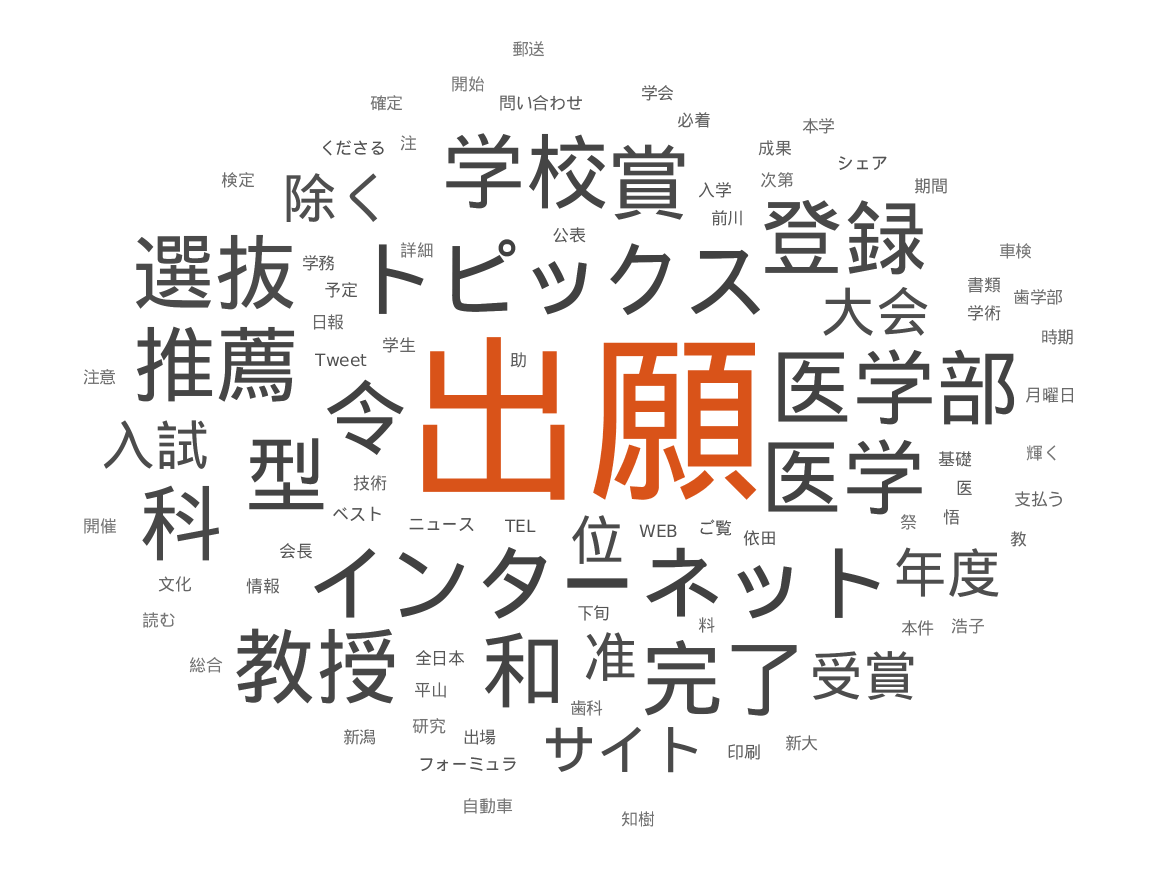 郵送
開始
確定
問い合わせ
学会
必着
本学
くださる
注
学校
賞
成果
シェア
検定
除く
入学
次第
期間
前川
登録
選抜
学務
詳細
公表
トピックス
車検
予定
書類
歯学部
大会
学術
日報
時期
推薦
Tweet
学生
出願
助
医学部
注意
令
月曜日
入試
型
医学
基礎
輝く
技術
医
支払う
科
ベスト
ニュース
TEL
位
WEB
ご覧
依田
祭
悟
教
開催
会長
文化
情報
インターネット
年度
読む
下旬
料
本件
浩子
総合
教授
全日本
平山
和
准
完了
受賞
歯科
新潟
研究
出場
サイト
印刷
新大
フォーミュラ
自動車
知樹